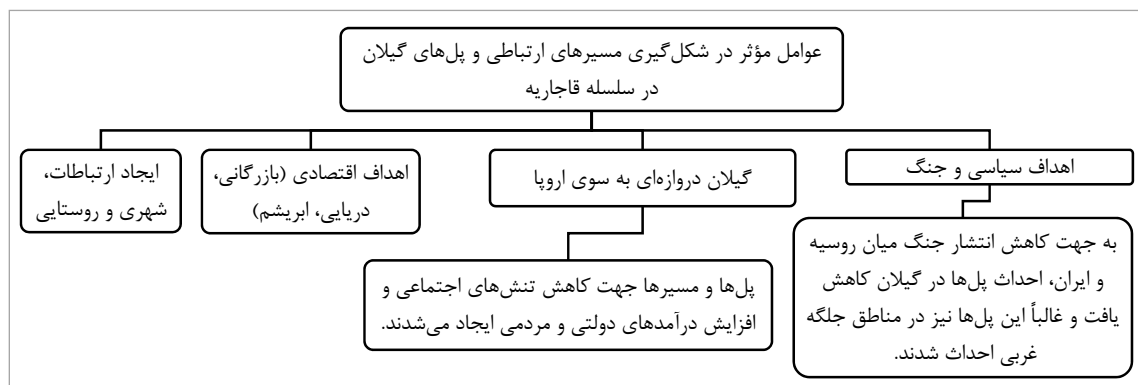 عوامل مؤثر در شکل‌گیری مسیرهای ارتباطی و پل‌های گیلان
در سلسله قاجاریه
اهداف سیاسی و جنگ
گیلان دروازه‌ای به سوی اروپا
اهداف اقتصادی (بازرگانی،
دریایی، ابریشم)
ایجاد ارتباطات،
شهری و روستایی
به جهت کاهش انتشار جنگ میان روسیه
و ایران، احداث پل‌ها در گیلان کاهش
یافت و غالباً این پل‌ها نیز در مناطق جلگه
غربی احداث شدند.
پل‌ها و مسیرها جهت کاهش تنش‌های اجتماعی و
افزایش درآمدهای دولتی و مردمی ایجاد می‌شدند.